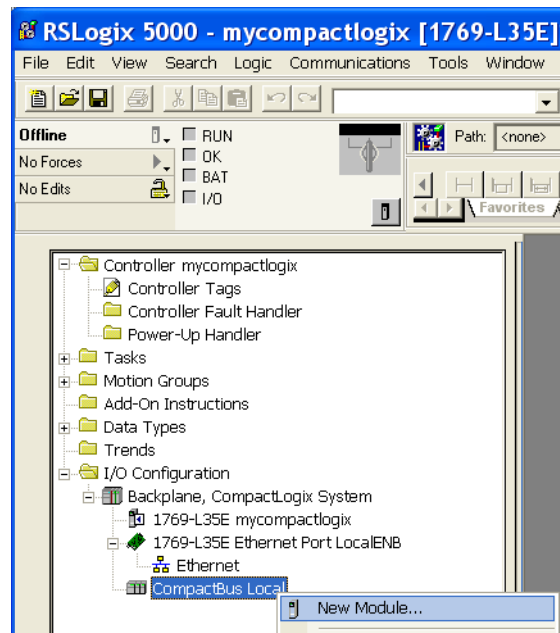 RSLogix 5000 - mycompactlogix [1769-L35E]
File Edit View Search Logic Communications Tools Window
Offline RUN Path: <none>
No Forces OK
No Edits BAT
I/O
Favorites
Controller mycompactlogix
Controller Tags
Controller Fault Handler
Power-Up Handler
Tasks
Motion Groups
Add-On Instructions
Data Types
Trends
I/O Configuration
Backplane, CompactLogix System
1769-L35E mycompactlogix
1769-L35E Ethernet Port LocalENB
Ethernet
CompactBus Local
New Module...